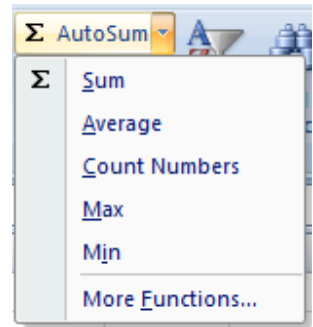 Σ AutoSum
Σ Sum
Average
Count Numbers
Max
Min
More Functions...